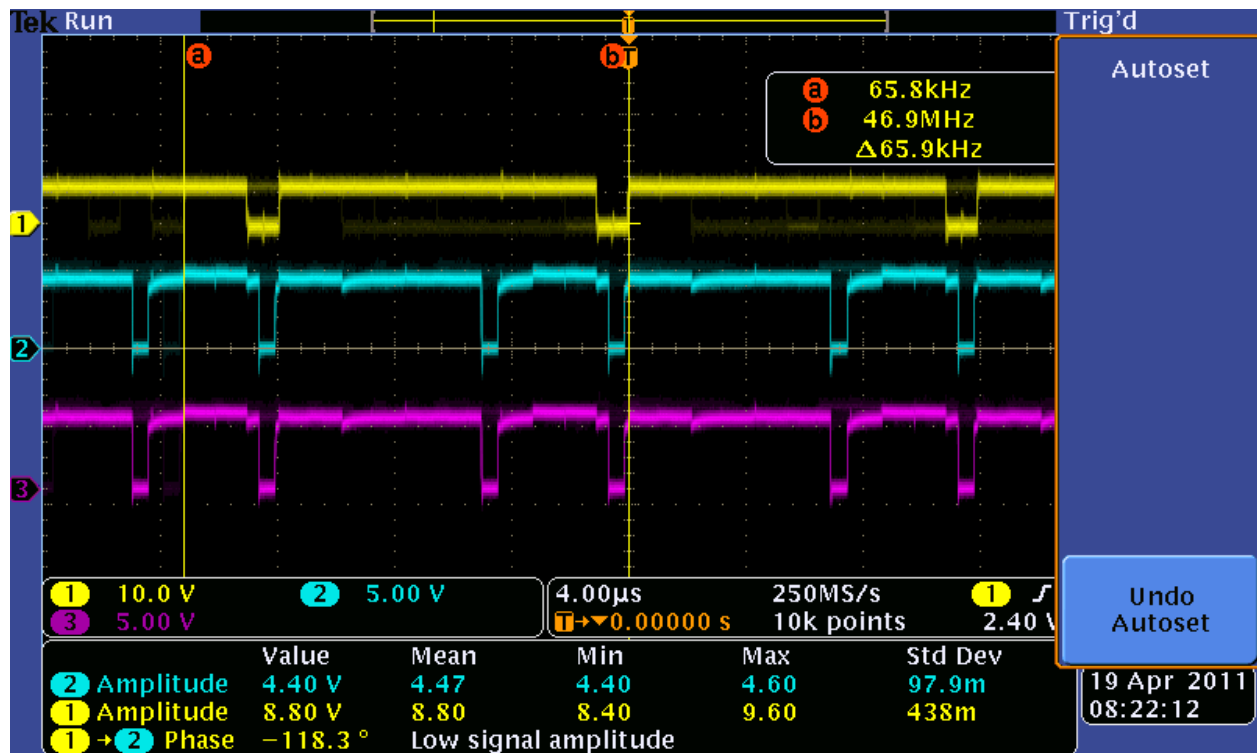 Tek Run Trig'd
a b T
Autoset
a 65.8kHz
b 46.9MHz
Δ65.9kHz
1
2
3
1 10.0 V 2 5.00 V
3 5.00 V
4.00μs 250MS/s 1
T→▼0.00000 s 10k points 2.40 V
Undo
Autoset
Value Mean Min Max Std Dev
2 Amplitude 4.40 V 4.47 4.40 4.60 97.9m
1 Amplitude 8.80 V 8.80 8.40 9.60 438m
1→2 Phase −118.3° Low signal amplitude
19 Apr 2011
08:22:12